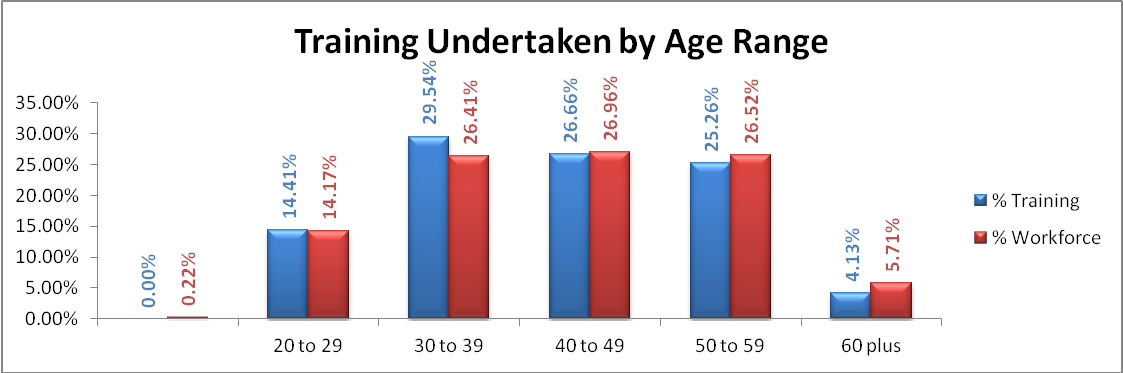 Training Undertaken by Age Range
35.00%
30.00%
25.00%
20.00%
15.00%
10.00%
5.00%
0.00%
0.00%
0.22%
14.41%
14.17%
29.54%
26.41%
26.66%
26.96%
25.26%
26.52%
4.13%
5.71%
20 to 29
30 to 39
40 to 49
50 to 59
60 plus
% Training
% Workforce